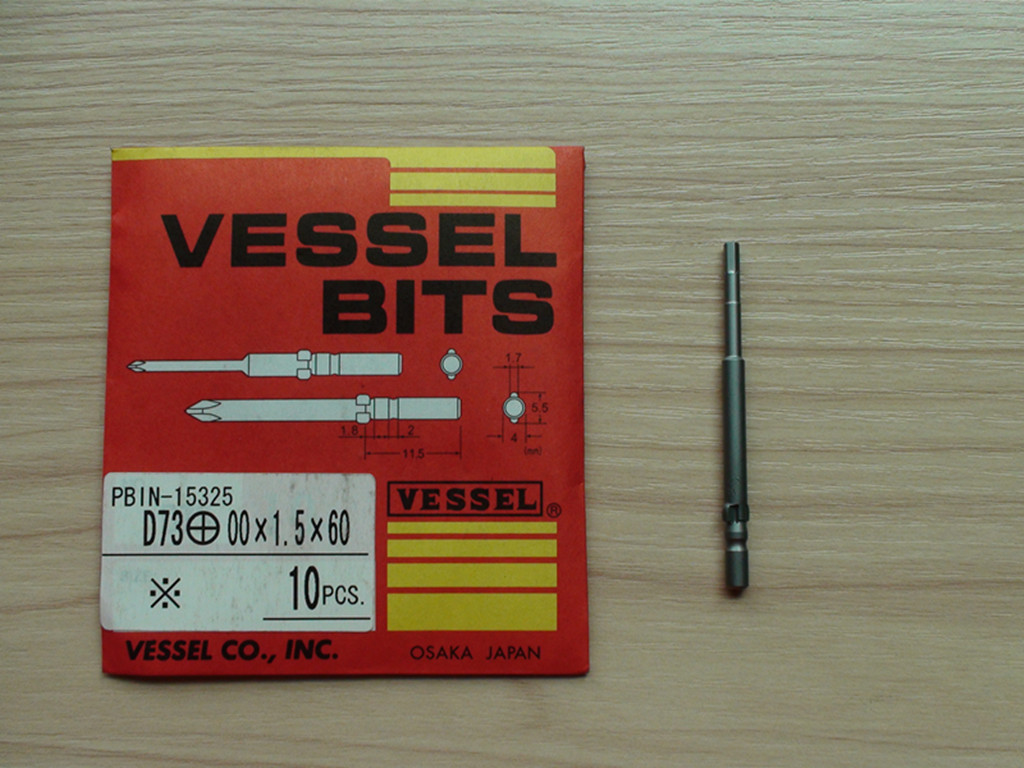 VESSEL
BITS
1.7
5.5
4
(mm)
1.8
2
11.5
PBIN-15325
D73⊕00×1.5×60
※
10PCS.
VESSEL®
VESSEL CO., INC.
OSAKA JAPAN